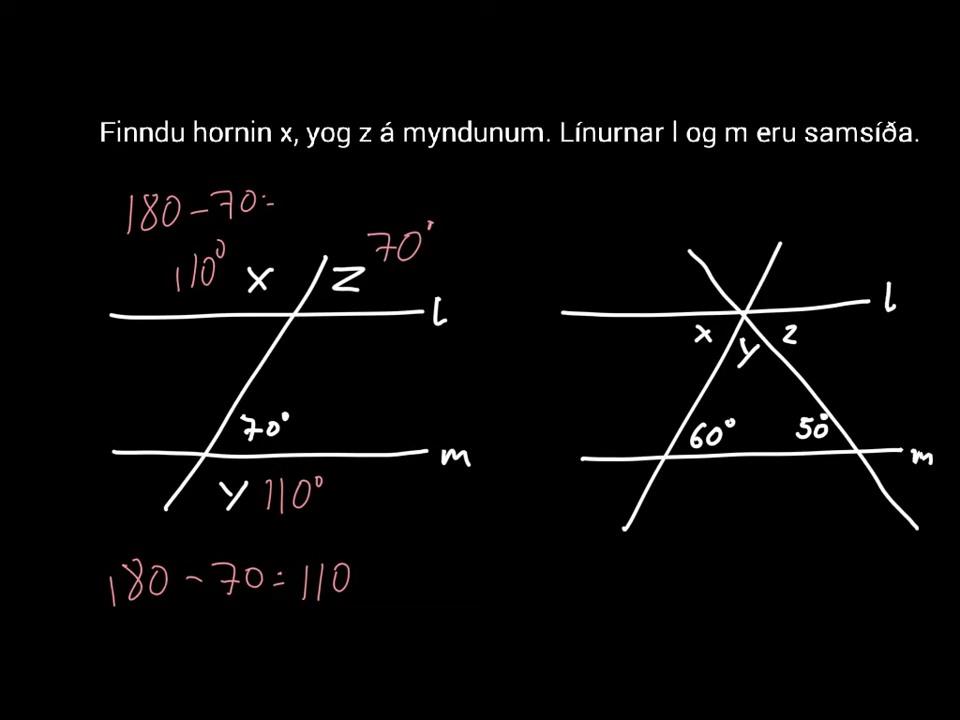 Finndu hornin x, yog z á myndunum. Línurnar l og m eru samsíða.
180-70=
110° x z 70°
l
70°
m
y 110°
180-70=110
l
x y z
60° 50°
m